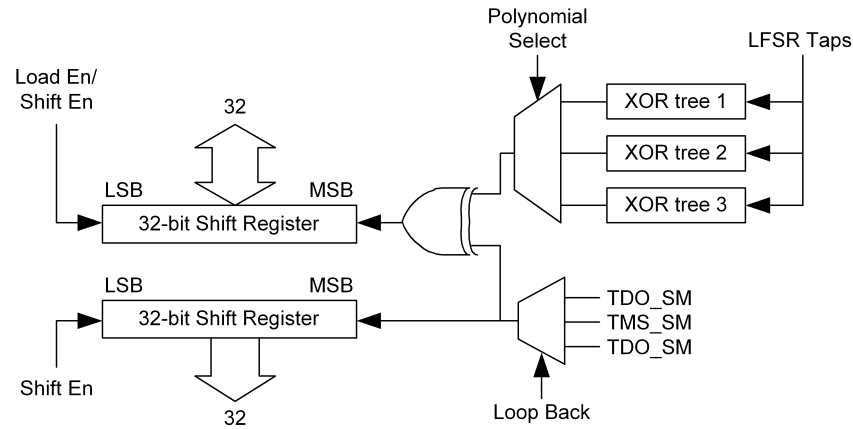 Polynomial
Select
LFSR Taps
Load En/
Shift En
32
XOR tree 1
XOR tree 2
XOR tree 3
LSB
MSB
32-bit Shift Register
LSB
MSB
32-bit Shift Register
TDO_SM
TMS_SM
TDO_SM
Shift En
32
Loop Back